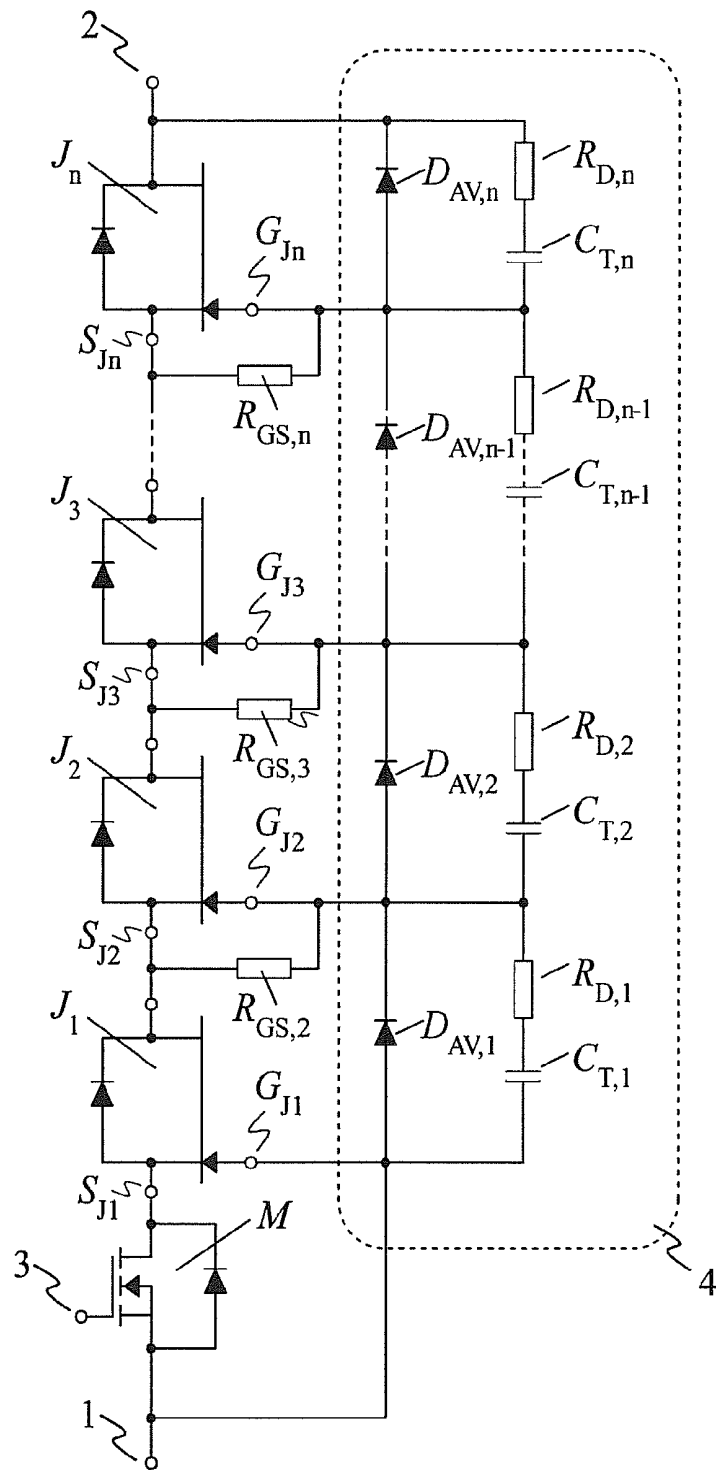 2
J_n
D_AV,n
R_D,n
G_Jn
C_T,n
S_Jn
R_GS,n
D_AV,n-1
R_D,n-1
C_T,n-1
J_3
G_J3
S_J3
R_GS,3
J_2
D_AV,2
R_D,2
G_J2
C_T,2
S_J2
R_GS,2
J_1
D_AV,1
R_D,1
G_J1
C_T,1
S_J1
M
3
4
1